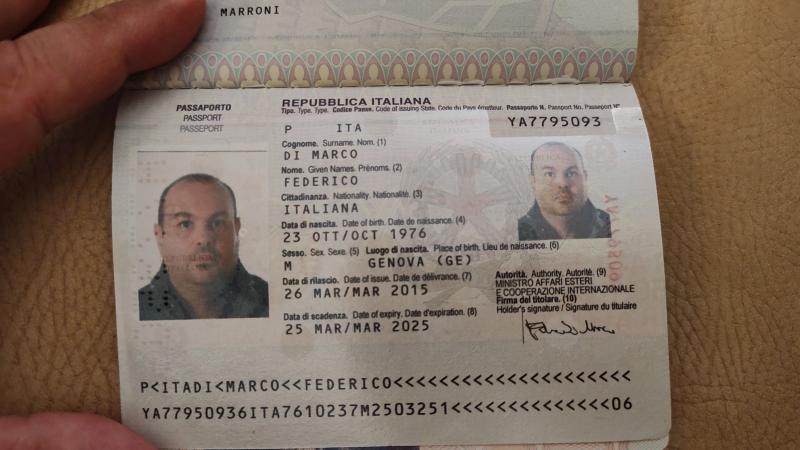 MARRONI
PASSAPORTO
PASSPORT
PASSEPORT
REPUBBLICA ITALIANA
Tipo. Type. Type. Codice Paese. Code of issuing State. Code du Pays émetteur. Passaporto N. Passport No. Passeport N°
P ITA YA7795093
Cognome. Surname. Nom. (1)
DI MARCO
Nome. Given Names. Prénoms. (2)
FEDERICO
Cittadinanza. Nationality. Nationalité. (3)
ITALIANA
Data di nascita. Date of birth. Date de naissance. (4)
23 OTT/OCT 1976
Sesso. Sex. Sexe. (5) Luogo di nascita. Place of birth. Lieu de naissance. (6)
M GENOVA (GE)
Data di rilascio. Date of issue. Date de délivrance. (7)
26 MAR/MAR 2015
Data di scadenza. Date of expiry. Date d'expiration. (8)
25 MAR/MAR 2025
Autorità. Authority. Autorité. (9)
MINISTRO AFFARI ESTERI
E COOPERAZIONE INTERNAZIONALE
Firma del titolare. (10)
Holder's signature / Signature du titulaire
P<ITADI<MARCO<<FEDERICO<<<<<<<<<<<<<<<<<<<<<
YA77950936ITA7610237M2503251<<<<<<<<<<<<<<06